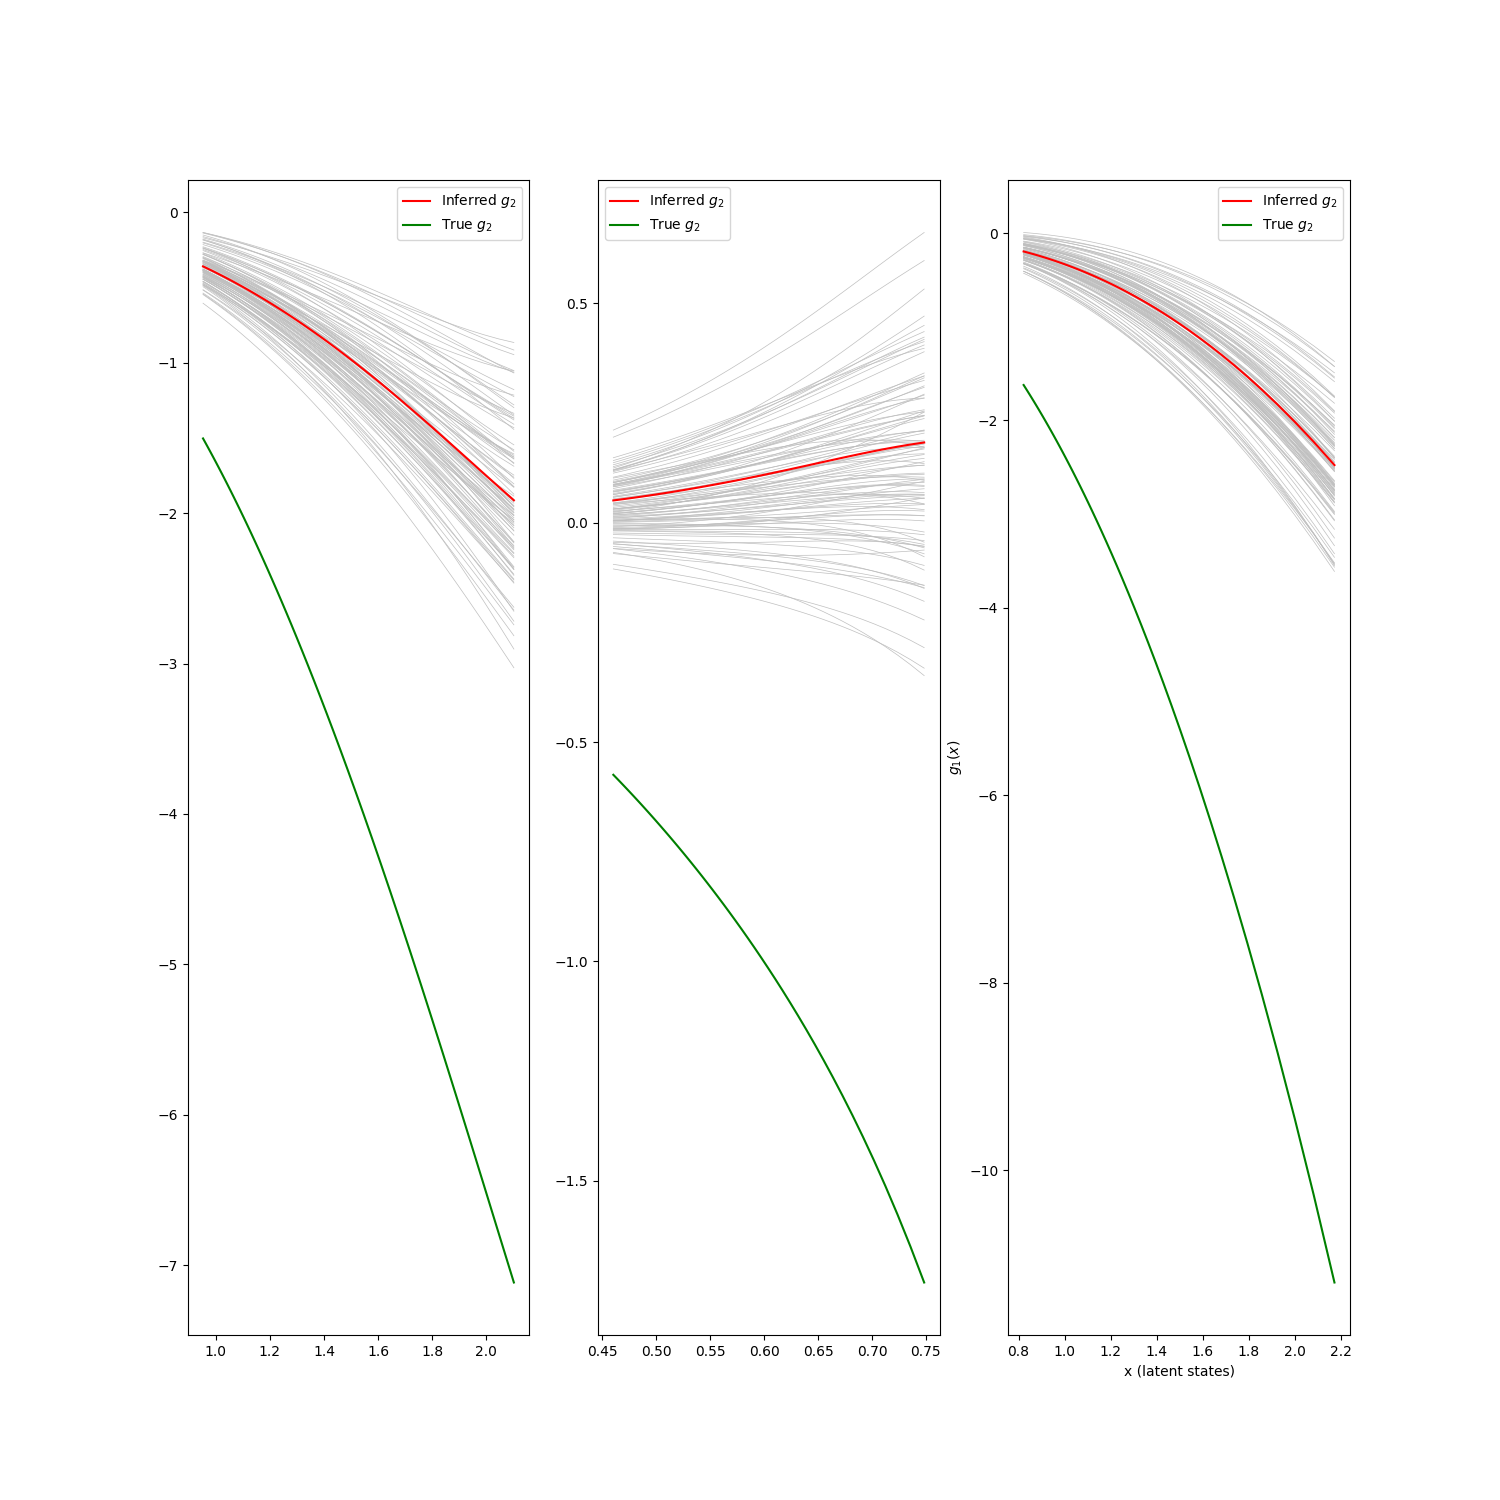 Inferred g₂
True g₂
0
−1
−2
−3
−4
−5
−6
−7
1.0 1.2 1.4 1.6 1.8 2.0
Inferred g₂
True g₂
0.5
0.0
−0.5
−1.0
−1.5
0.45 0.50 0.55 0.60 0.65 0.70 0.75
Inferred g₂
True g₂
g₁(x)
0
−2
−4
−6
−8
−10
0.8 1.0 1.2 1.4 1.6 1.8 2.0 2.2
x (latent states)